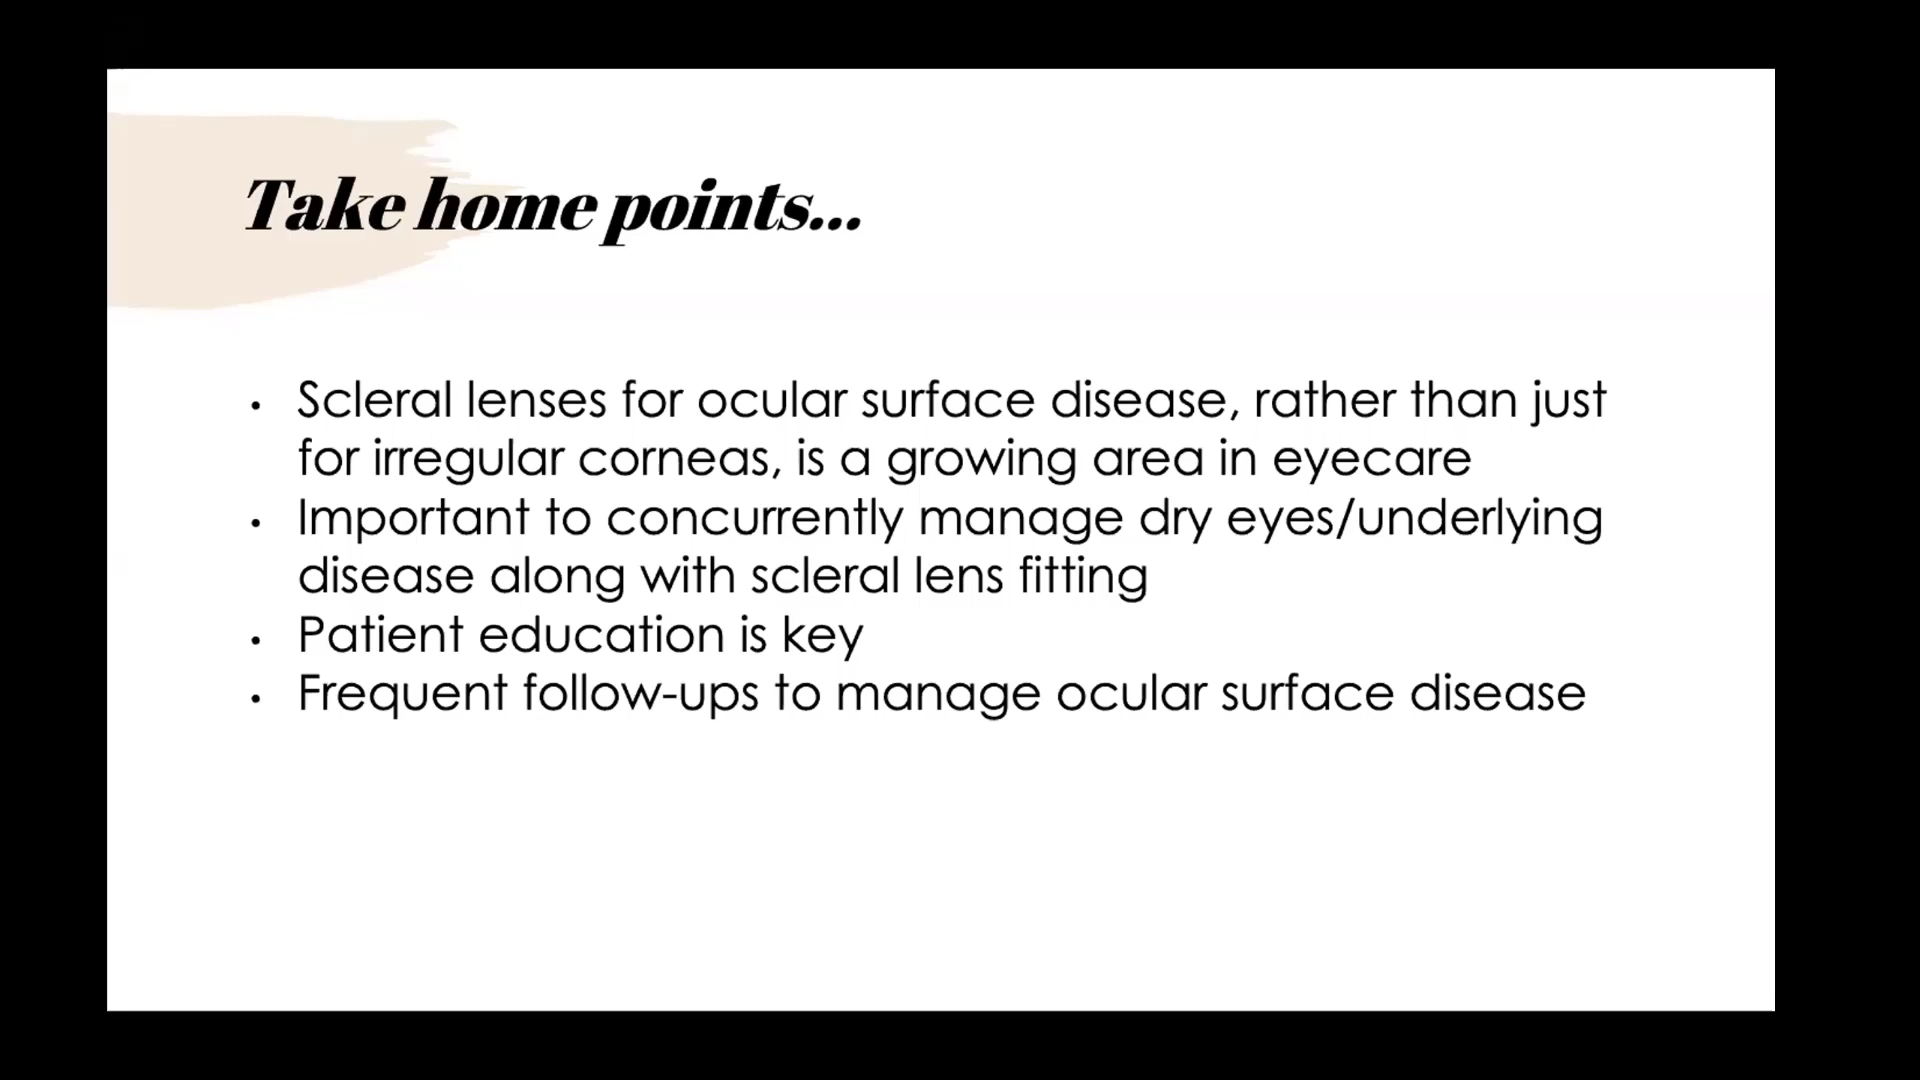 Take home points...
• Scleral lenses for ocular surface disease, rather than just
for irregular corneas, is a growing area in eyecare
• Important to concurrently manage dry eyes/underlying
disease along with scleral lens fitting
• Patient education is key
• Frequent follow-ups to manage ocular surface disease